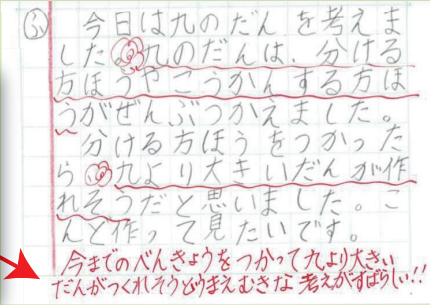 ふ 今日は九のだんを考えま
した。九のだんは、分ける
方ほうやこうかんする方ほ
うがぜんぶつかえました。
分ける方ほうをつかった
ら九より大きいだんが作
れそうだと思いました。こ
んど作って見たいです。
今までのべんきょうをつかって九より大きい
だんがつくれそうというまえむきな考えがすばらしい!!